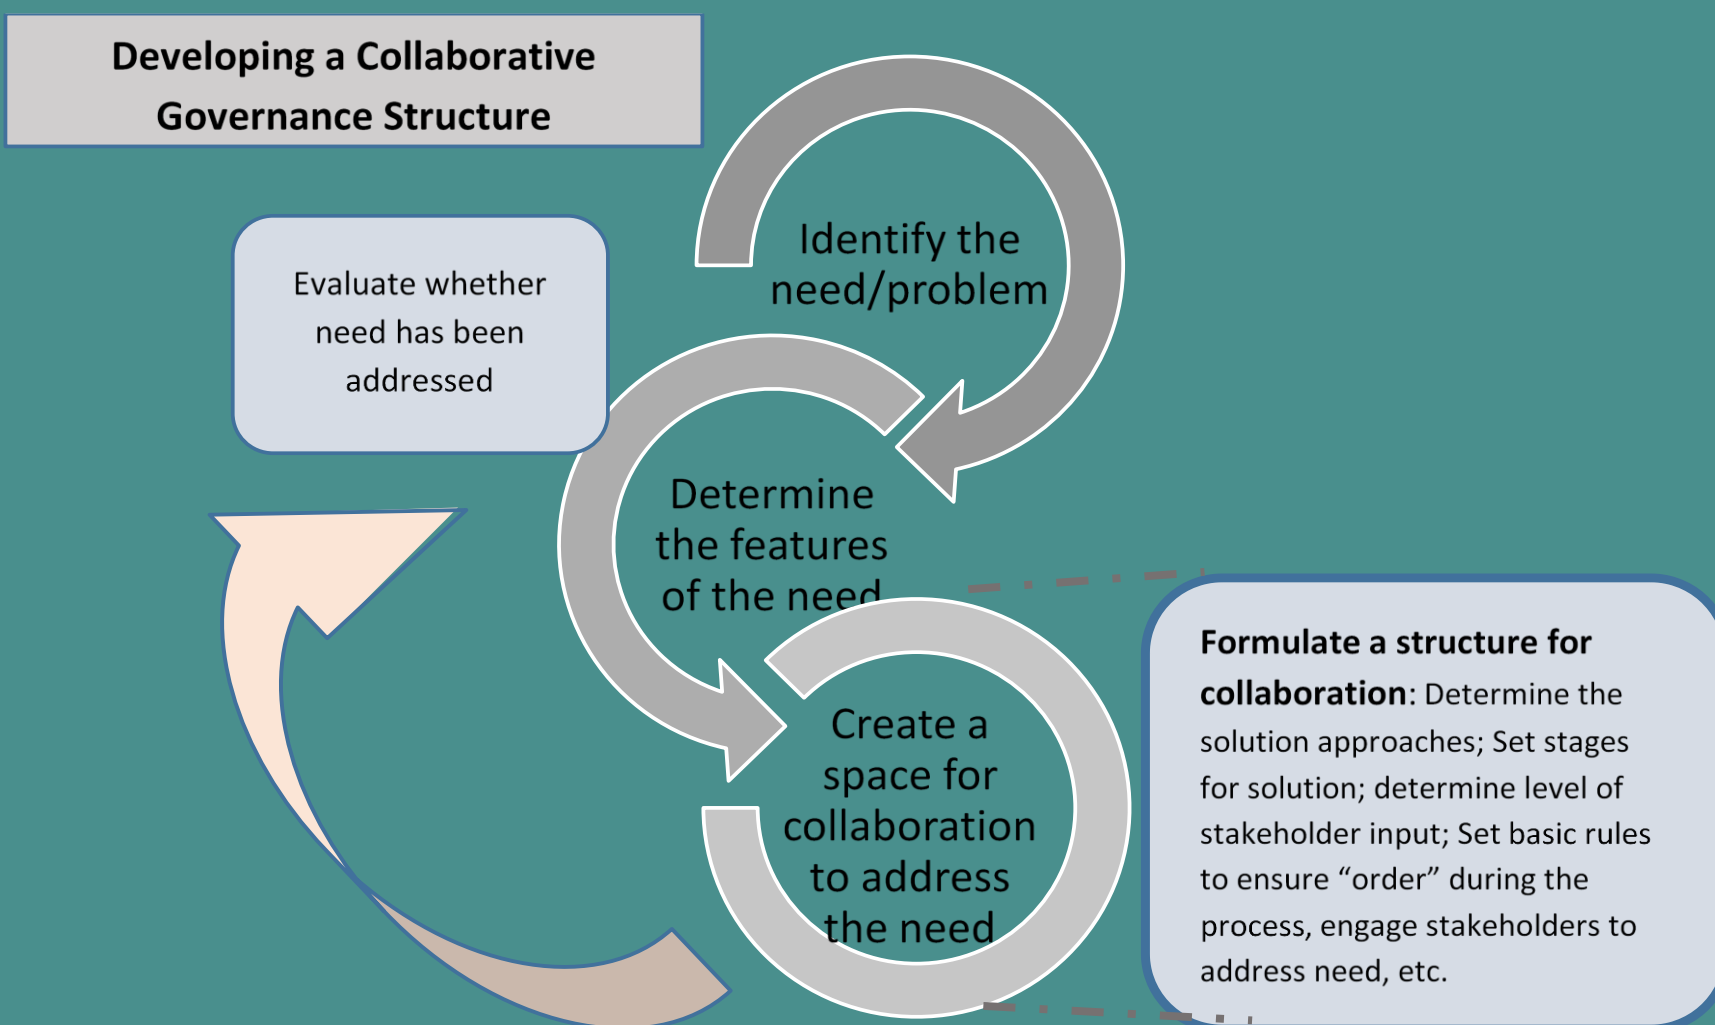 Developing a Collaborative
Governance Structure
Identify the
need/problem
Evaluate whether
need has been
addressed
Determine
the features
of the need
Create a
space for
collaboration
to address
the need
Formulate a structure for
collaboration: Determine the
solution approaches; Set stages
for solution; determine level of
stakeholder input; Set basic rules
to ensure “order” during the
process, engage stakeholders to
address need, etc.